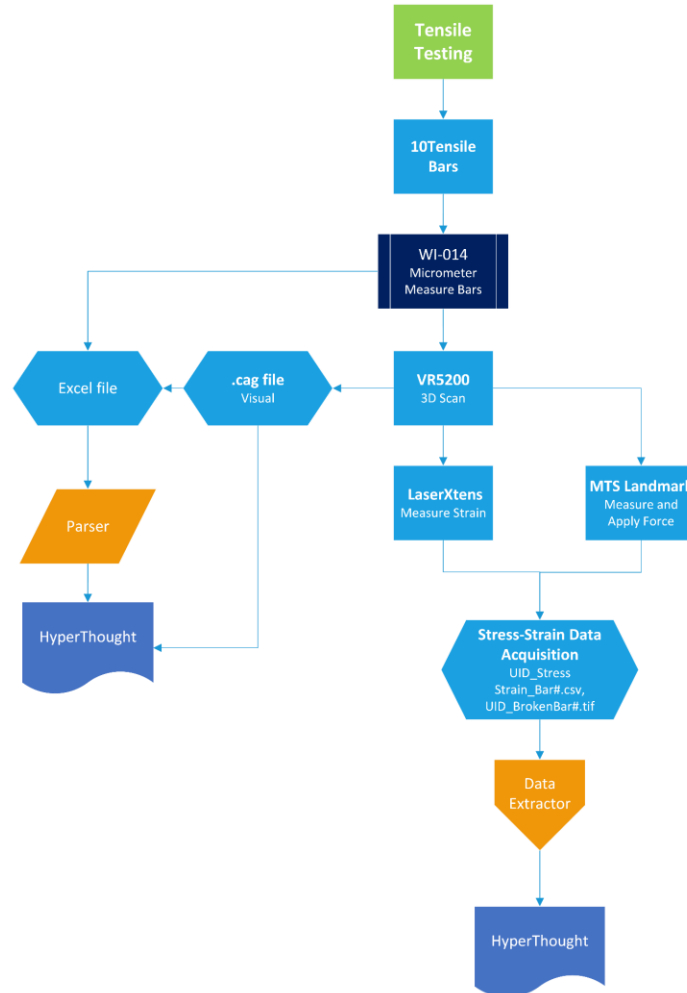 Tensile
Testing
10Tensile
Bars
WI-014
Micrometer
Measure Bars
Excel file
.cag file
Visual
VR5200
3D Scan
Parser
LaserXtens
Measure Strain
MTS Landmark
Measure and
Apply Force
HyperThought
Stress-Strain Data
Acquisition
UID_Stress
Strain_Bar#.csv,
UID_BrokenBar#.tif
Data
Extractor
HyperThought